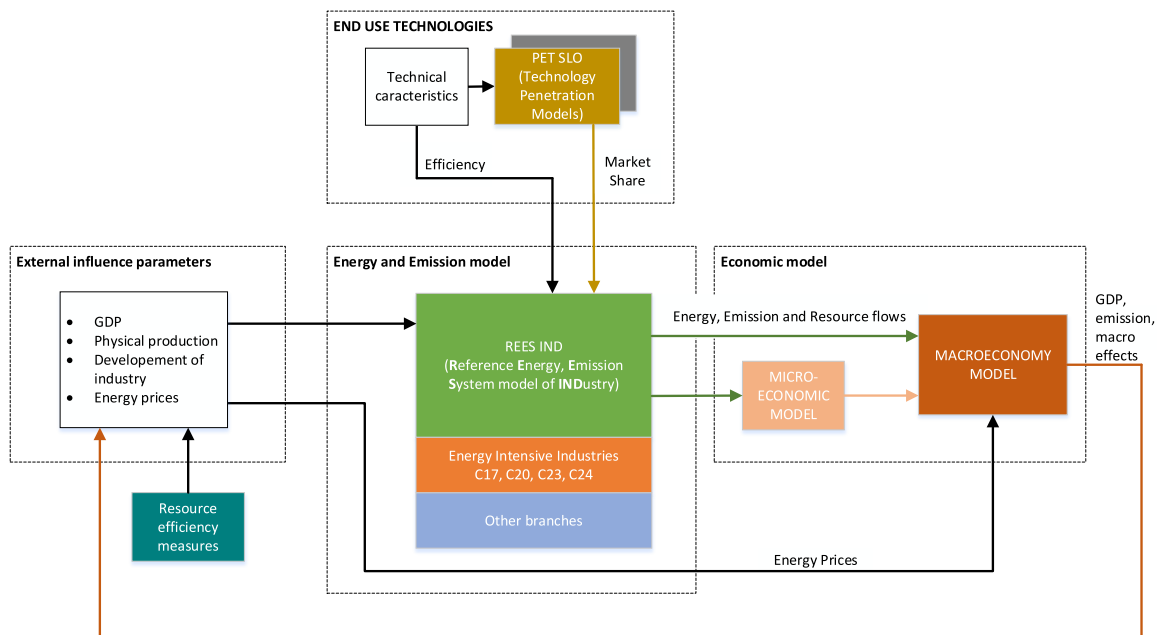 END USE TECHNOLOGIES
Technical
caracteristics
PET SLO
(Technology
Penetration
Models)
Efficiency
Market
Share
External influence parameters
• GDP
• Physical production
• Developement of
industry
• Energy prices
Resource
efficiency
measures
Energy and Emission model
REES IND
(Reference Energy, Emission
System model of INDustry)
Energy Intensive Industries
C17, C20, C23, C24
Other branches
Economic model
Energy, Emission and Resource flows
MICRO-
ECONOMIC
MODEL
MACROECONOMY
MODEL
GDP,
emission,
macro
effects
Energy Prices